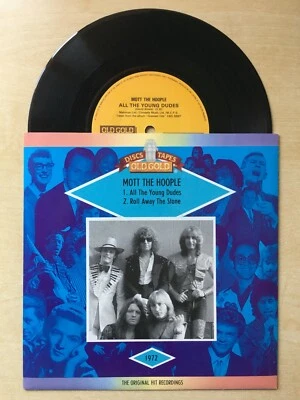 MOTT THE HOOPLE
ALL THE YOUNG DUDES
OLD GOLD
DISCS & TAPES
OLD GOLD
MOTT THE HOOPLE
1. All The Young Dudes
2. Roll Away The Stone
1972
THE ORIGINAL HIT RECORDINGS